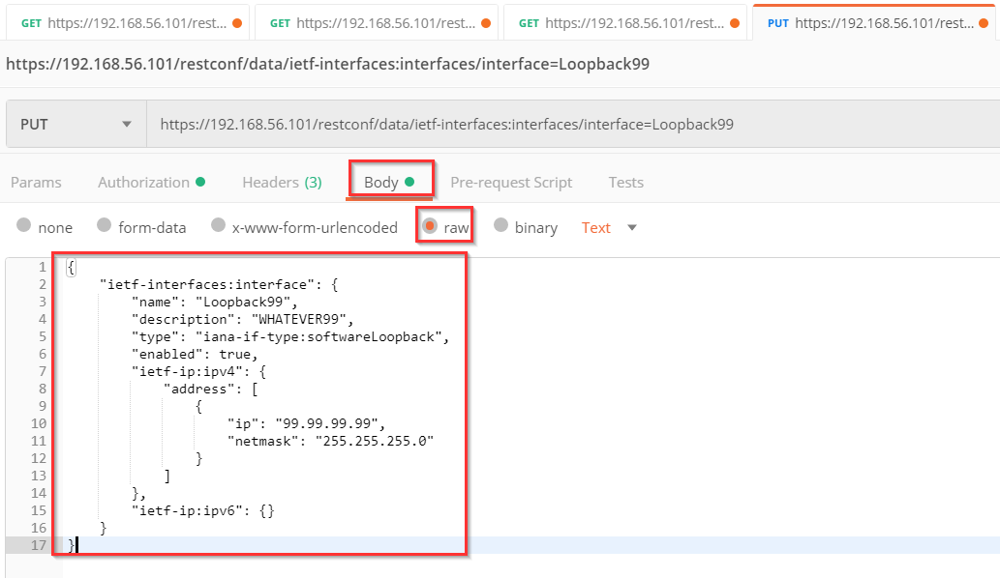 GET https://192.168.56.101/rest... GET https://192.168.56.101/rest... GET https://192.168.56.101/rest... PUT https://192.168.56.101/rest...
https://192.168.56.101/restconf/data/ietf-interfaces:interfaces/interface=Loopback99
PUT https://192.168.56.101/restconf/data/ietf-interfaces:interfaces/interface=Loopback99
Params Authorization Headers (3) Body Pre-request Script Tests
none form-data x-www-form-urlencoded raw binary Text
1 {
2 "ietf-interfaces:interface": {
3 "name": "Loopback99",
4 "description": "WHATEVER99",
5 "type": "iana-if-type:softwareLoopback",
6 "enabled": true,
7 "ietf-ip:ipv4": {
8 "address": [
9 {
10 "ip": "99.99.99.99",
11 "netmask": "255.255.255.0"
12 }
13 ]
14 },
15 "ietf-ip:ipv6": {}
16 }
17 }